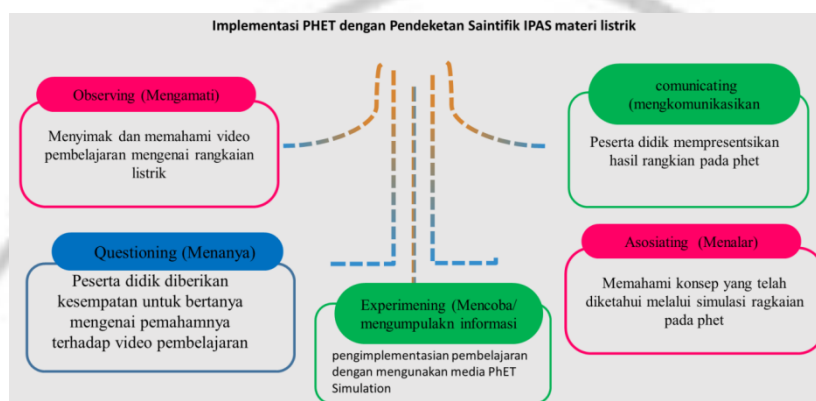 Implementasi PHET dengan Pendeketan Saintifik IPAS materi listrik
Observing (Mengamati)
Menyimak dan memahami video
pembelajaran mengenai rangkaian
listrik
Questioning (Menanya)
Peserta didik diberikan
kesempatan untuk bertanya
mengenai pemahamnya
terhadap video pembelajaran
Experimening (Mencoba/
mengumpulakn informasi
pengimplementasian pembelajaran
dengan mengunakan media PhET
Simulation
Asosiating (Menalar)
Memahami konsep yang telah
diketahui melalui simulasi ragkaian
pada phet
comunicating
(mengkomunikasikan
Peserta didik mempresentsikan
hasil rangkian pada phet